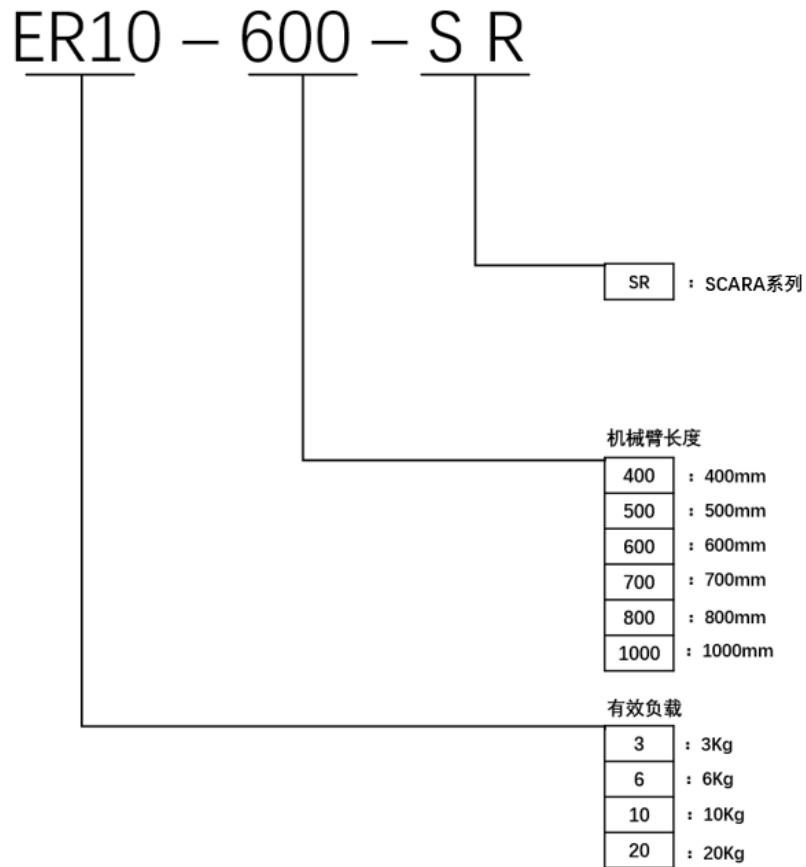 ER10 – 600 – S R
SR : SCARA系列
机械臂长度
400 : 400mm
500 : 500mm
600 : 600mm
700 : 700mm
800 : 800mm
1000 : 1000mm
有效负载
3 : 3Kg
6 : 6Kg
10 : 10Kg
20 : 20Kg